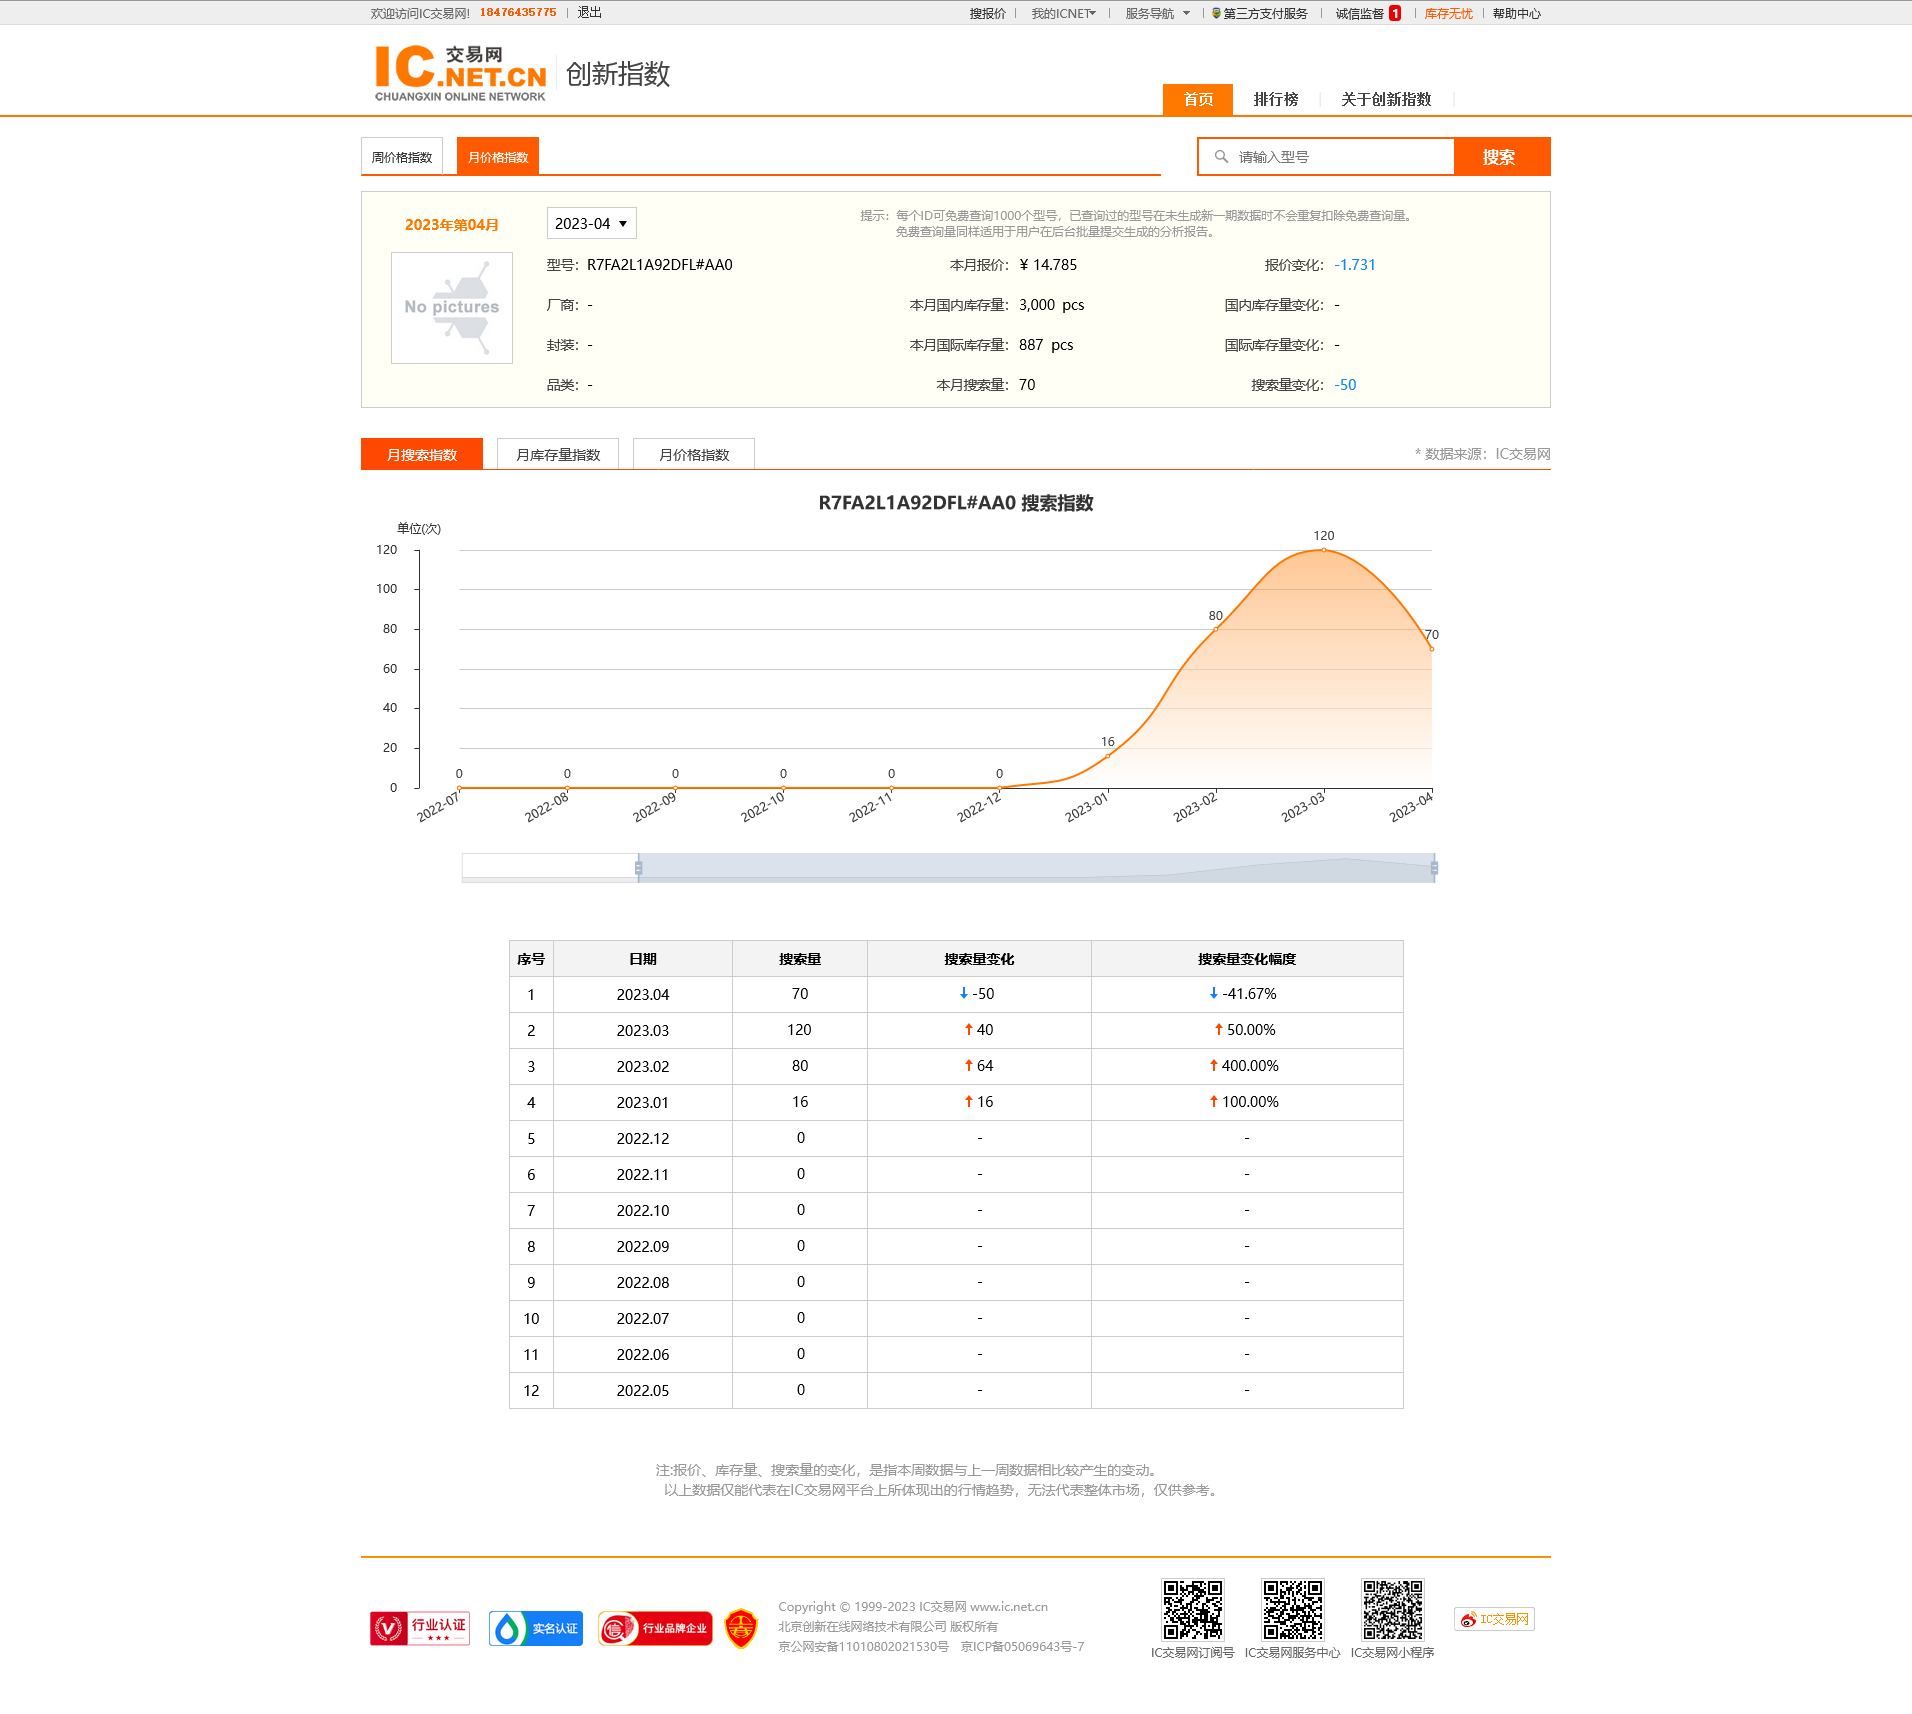 欢迎访问IC交易网! 18476435775 | 退出
搜报价 | 我的ICNET | 服务导航 | 第三方支付服务 | 诚信监督 1 | 库存无忧 | 帮助中心
IC.NET.CN 交易网
CHUANGXIN ONLINE NETWORK
创新指数
首页 排行榜 关于创新指数
周价格指数 月价格指数 请输入型号 搜索
2023年第04月 2023-04
提示：每个ID可免费查询1000个型号，已查询过的型号在未生成新一期数据时不会重复扣除免费查询量。
免费查询量同样适用于用户在后台批量提交生成的分析报告。
No pictures
型号：R7FA2L1A92DFL#AA0 本月报价：¥ 14.785 报价变化：-1.731
厂商：- 本月国内库存量：3,000 pcs 国内库存量变化：-
封装：- 本月国际库存量：887 pcs 国际库存量变化：-
品类：- 本月搜索量：70 搜索量变化：-50
月搜索指数 月库存量指数 月价格指数 * 数据来源：IC交易网
R7FA2L1A92DFL#AA0 搜索指数
单位(次)
120
100
80
60
40
20
0
0 0 0 0 0 0 16 80 120 70
2022-07 2022-08 2022-09 2022-10 2022-11 2022-12 2023-01 2023-02 2023-03 2023-04
序号 日期 搜索量 搜索量变化 搜索量变化幅度
1 2023.04 70 ↓ -50 ↓ -41.67%
2 2023.03 120 ↑ 40 ↑ 50.00%
3 2023.02 80 ↑ 64 ↑ 400.00%
4 2023.01 16 ↑ 16 ↑ 100.00%
5 2022.12 0 - -
6 2022.11 0 - -
7 2022.10 0 - -
8 2022.09 0 - -
9 2022.08 0 - -
10 2022.07 0 - -
11 2022.06 0 - -
12 2022.05 0 - -
注:报价、库存量、搜索量的变化，是指本周数据与上一周数据相比较产生的变动。
以上数据仅能代表在IC交易网平台上所体现出的行情趋势，无法代表整体市场，仅供参考。
行业认证
实名认证
信 行业品牌企业
Copyright © 1999-2023 IC交易网 www.ic.net.cn
北京创新在线网络技术有限公司 版权所有
京公网安备11010802021530号 京ICP备05069643号-7
IC交易网订阅号 IC交易网服务中心 IC交易网小程序
IC交易网